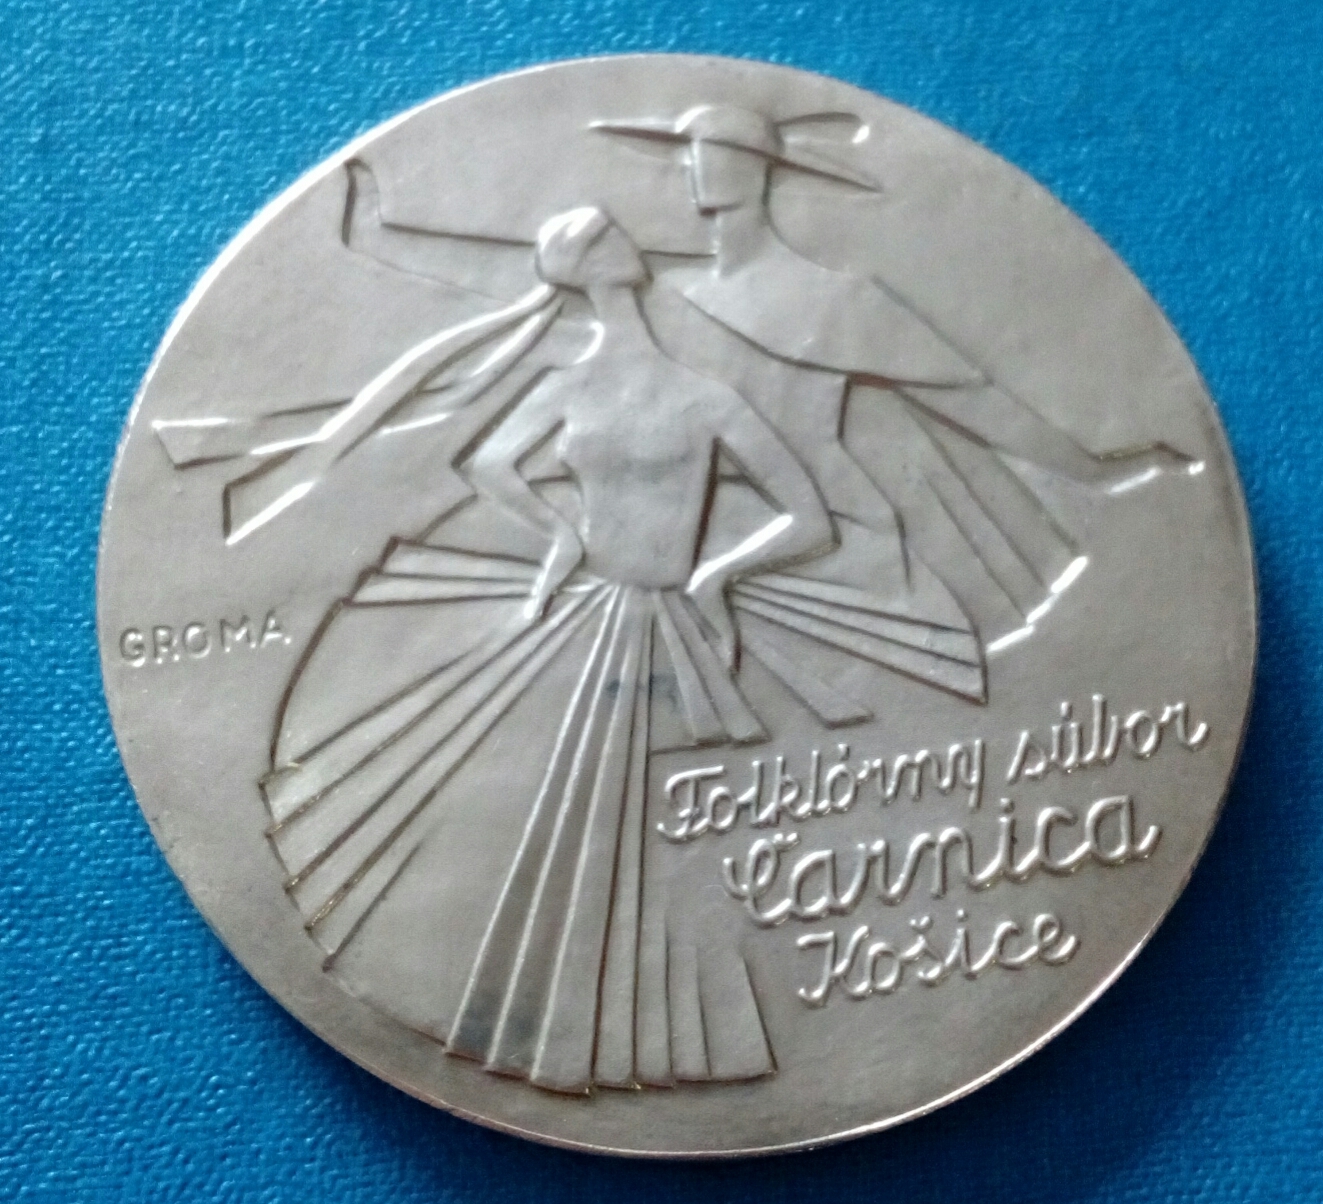 GROMA
Folklórny súbor
Čarnica
Košice